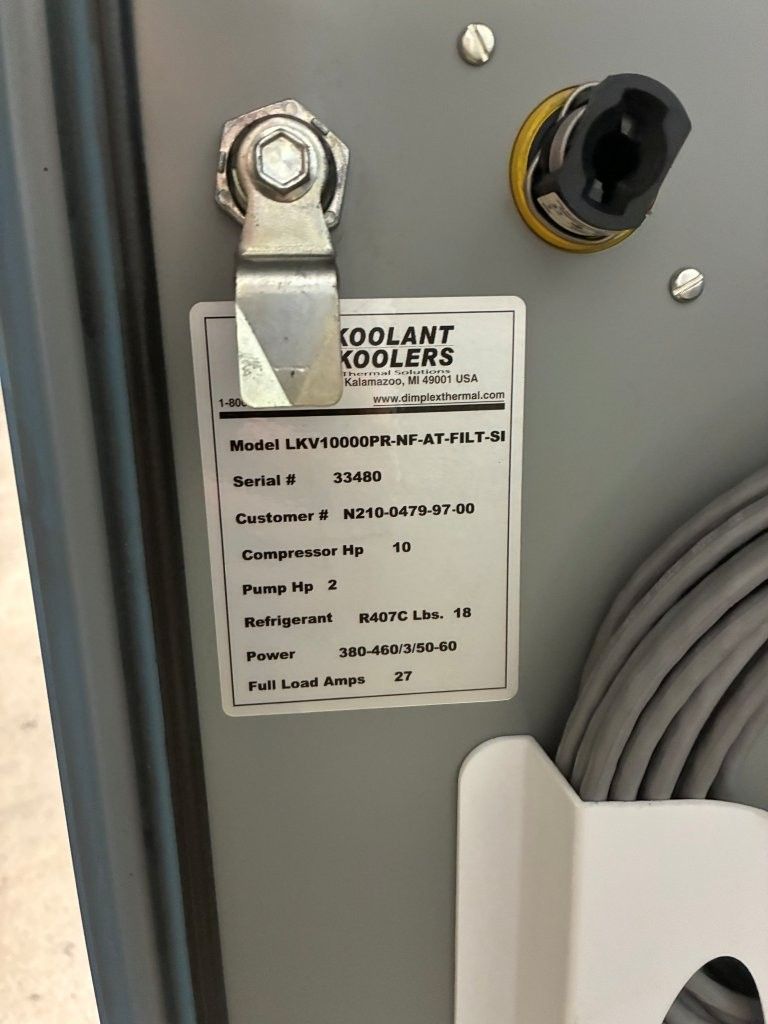 KOOLANT
KOOLERS
Thermal Solutions
Kalamazoo, MI 49001 USA
www.dimplexthermal.com
Model LKV10000PR-NF-AT-FILT-SI
Serial # 33480
Customer # N210-0479-97-00
Compressor Hp 10
Pump Hp 2
Refrigerant R407C Lbs. 18
Power 380-460/3/50-60
Full Load Amps 27